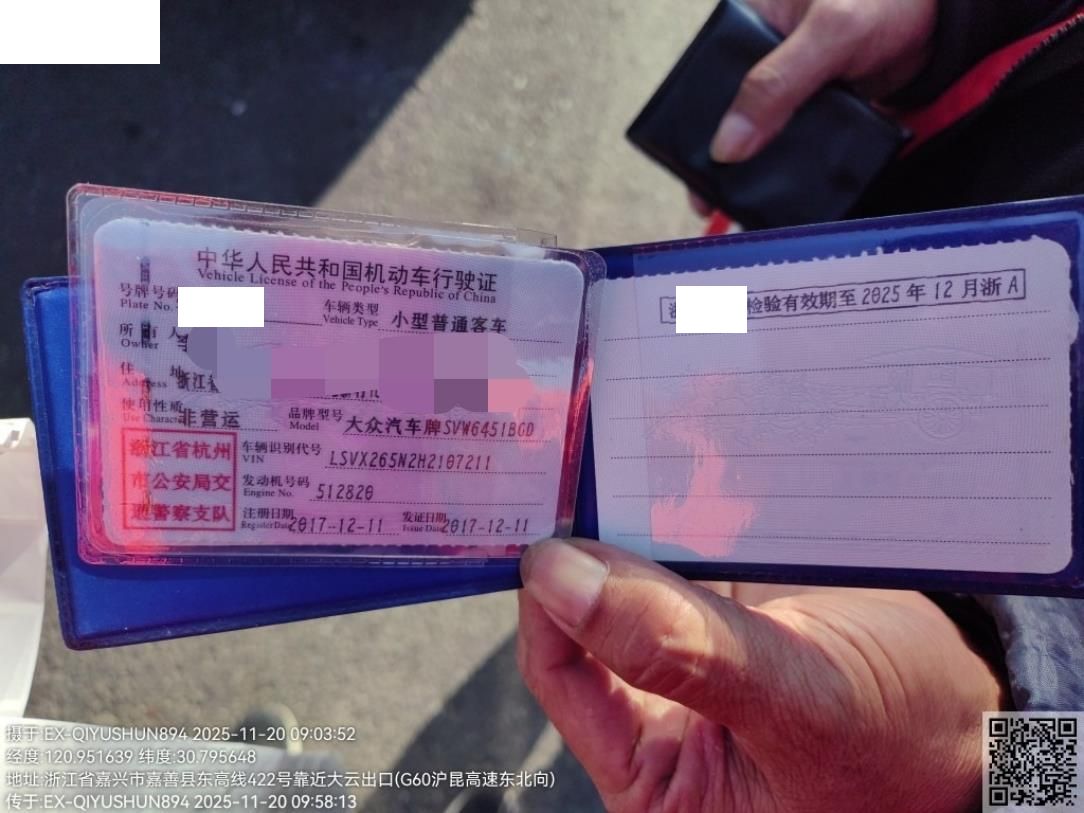 中华人民共和国机动车行驶证
Vehicle License of the People's Republic of China
号牌号码
Plate No.
车辆类型
Vehicle Type
小型普通客车
所有人
Owner
住址
Address
浙江省
使用性质
Use Character
非营运
品牌型号
Model
大众汽车牌SVW6451BGD
浙江省杭州
市公安局交
通警察支队
车辆识别代号
VIN
LSVX265N2H2107211
发动机号码
Engine No.
512820
注册日期
Register Date
2017-12-11
发证日期
Issue Date
2017-12-11
检验有效期至2025年12月浙A
摄于:EX-QIYUSHUN894 2025-11-20 09:03:52
经度:120.951639 纬度:30.795648
地址:浙江省嘉兴市嘉善县东高线422号靠近大云出口(G60沪昆高速东北向)
传于:EX-QIYUSHUN894 2025-11-20 09:58:13